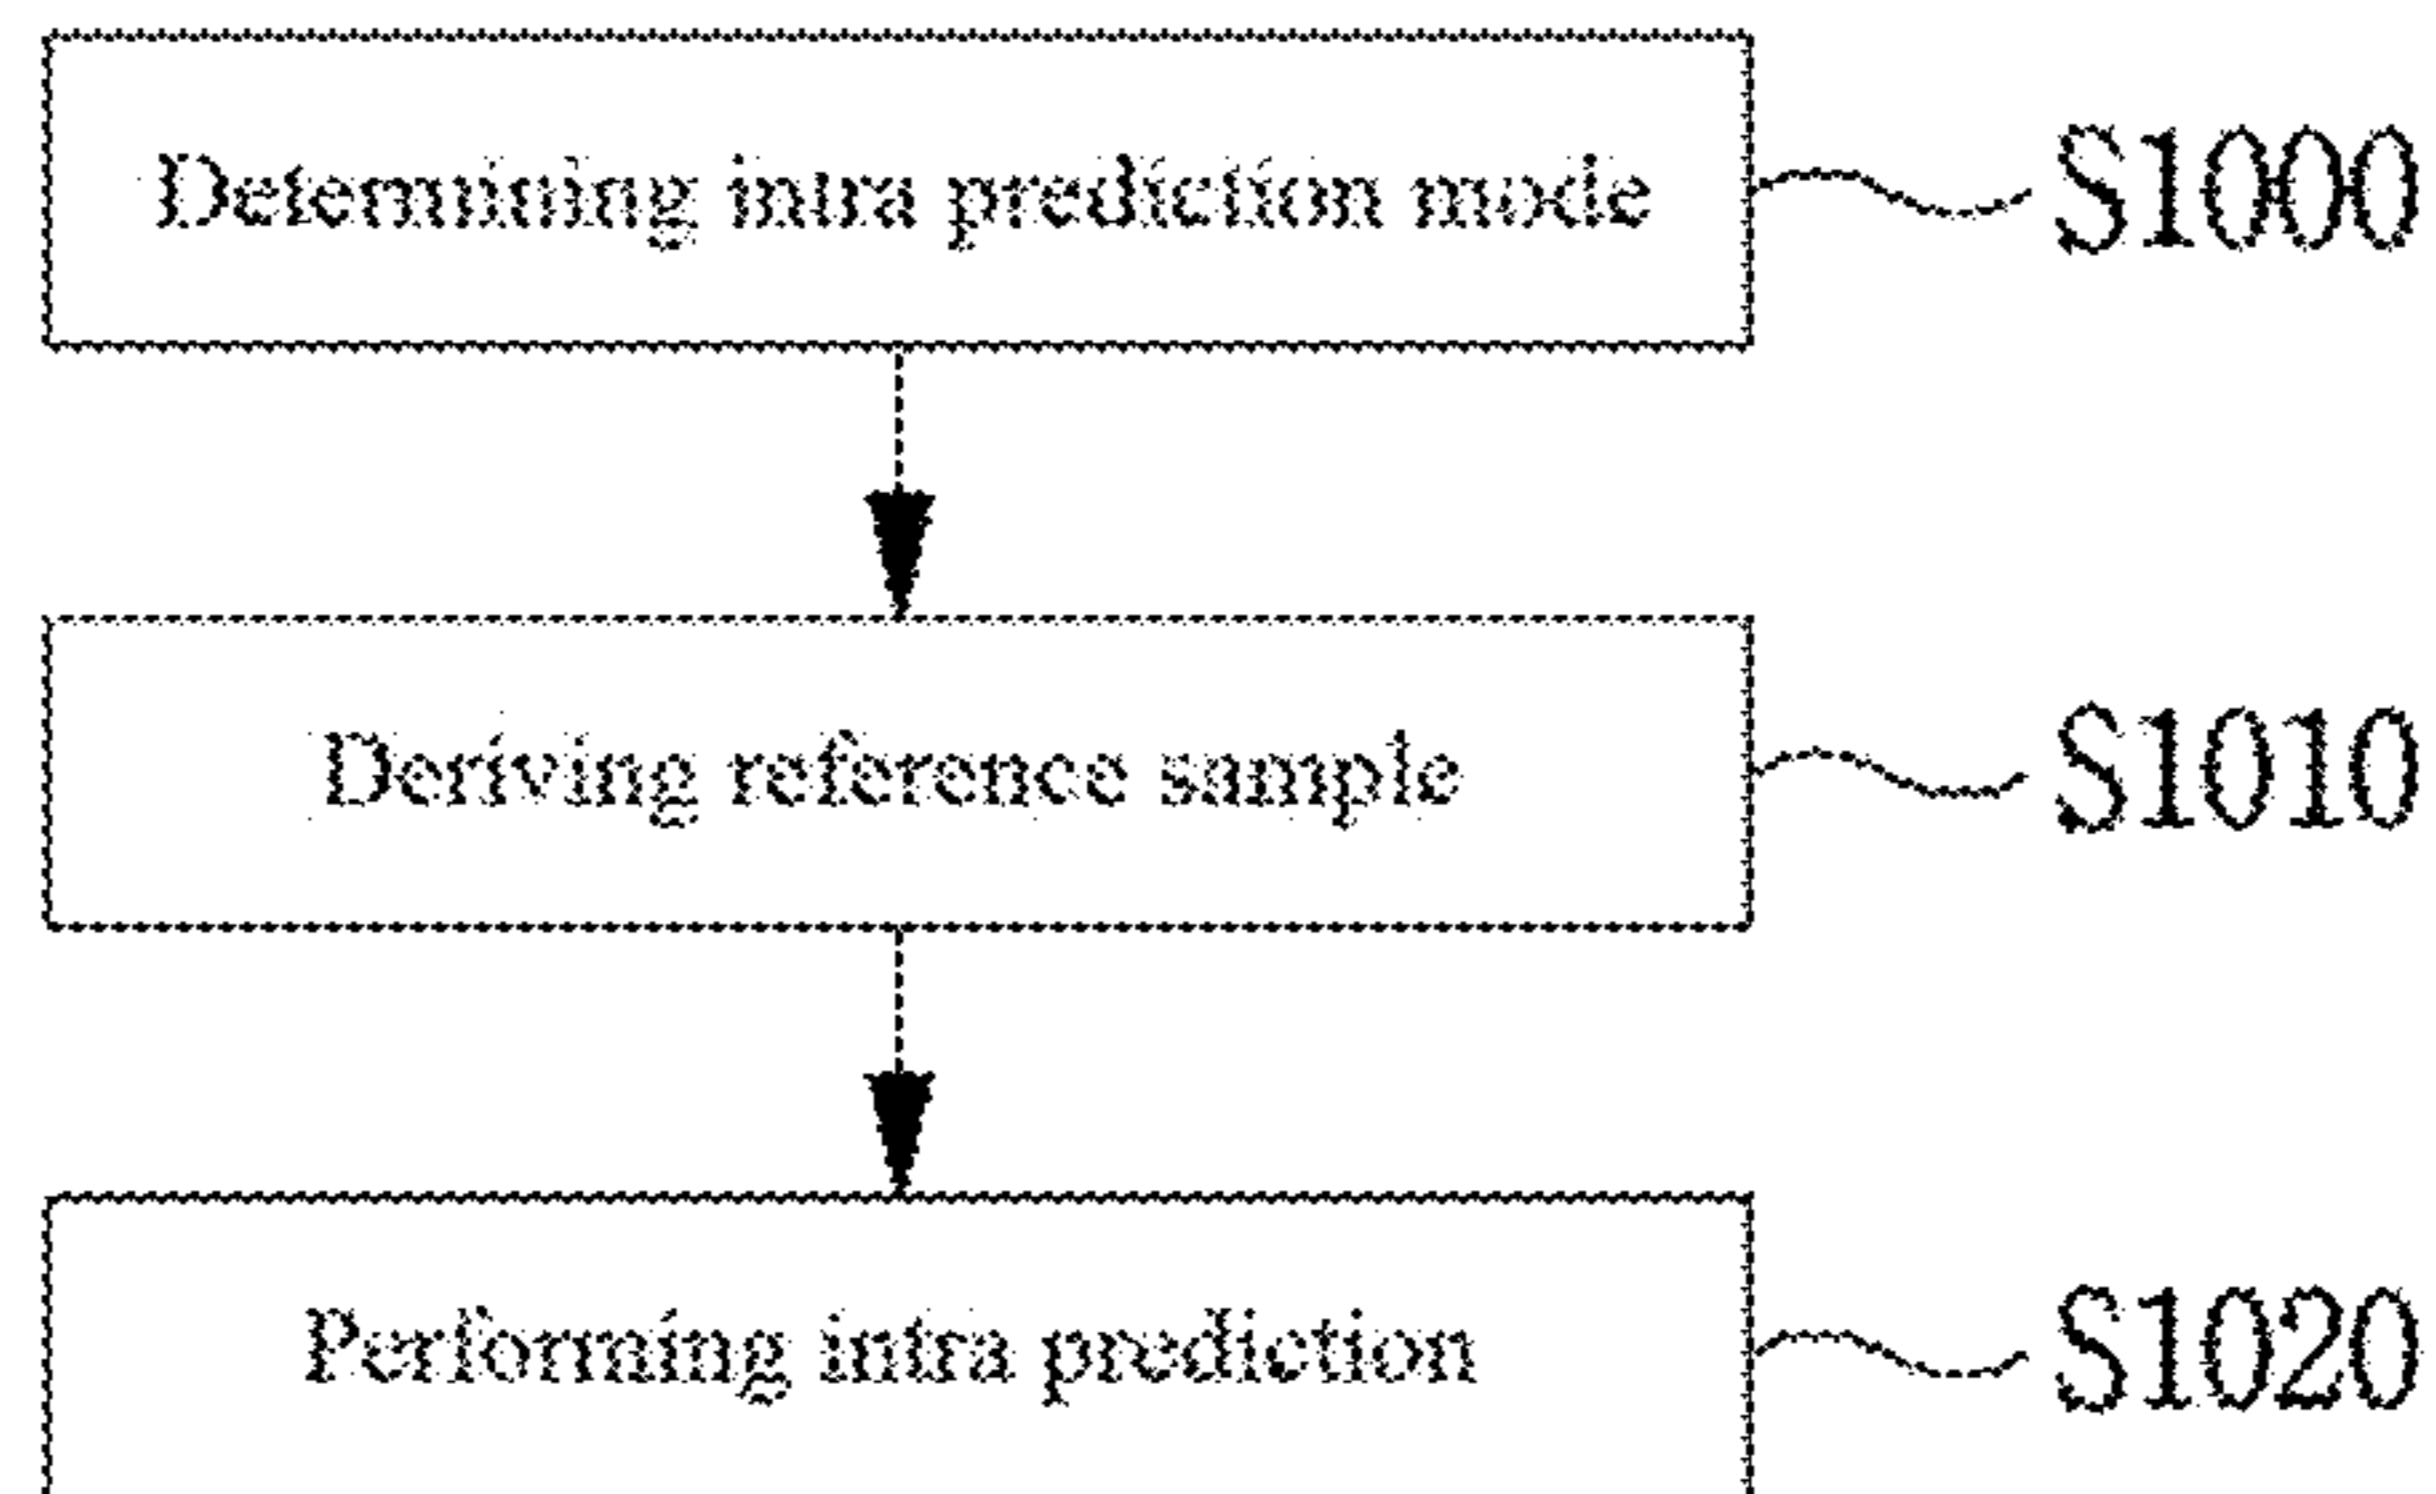 Determining intra prediction mode S1000
Deriving reference sample S1010
Performing intra prediction S1020